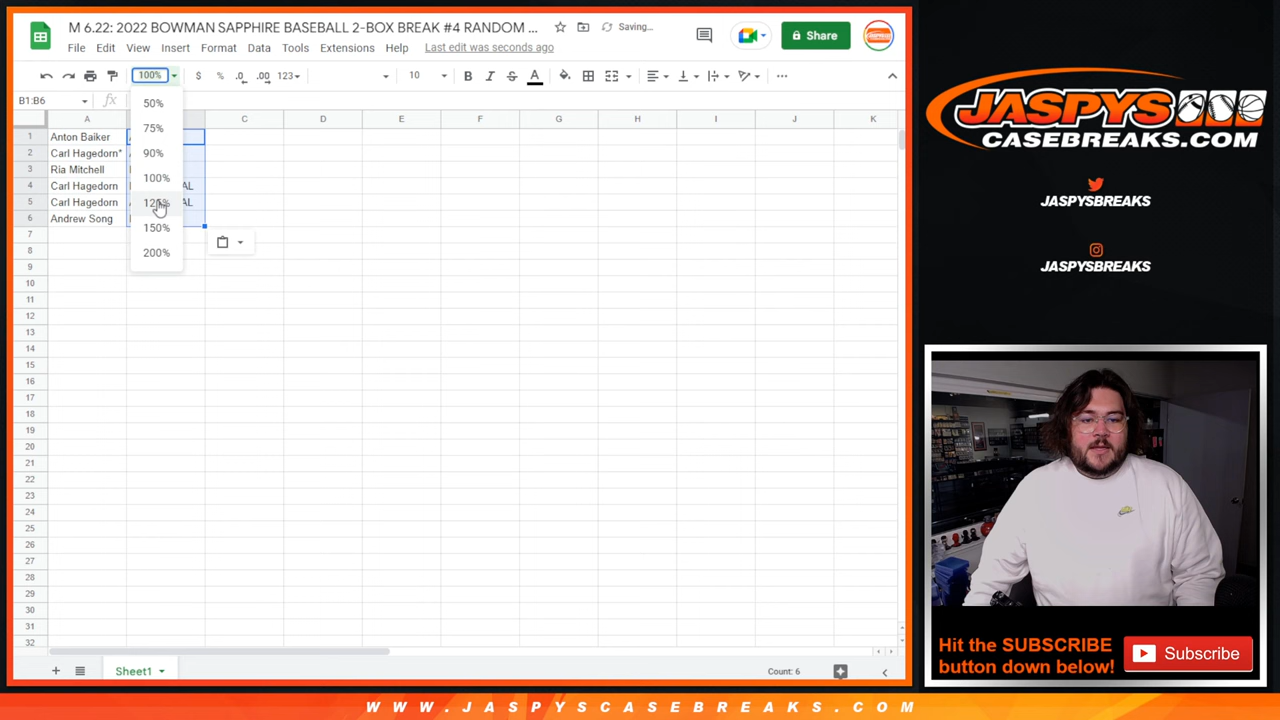 M 6.22: 2022 BOWMAN SAPPHIRE BASEBALL 2-BOX BREAK #4 RANDOM ...
Saving...
File Edit View Insert Format Data Tools Extensions Help Last edit was seconds ago
Share
100% $ % .0 .00 123 10 B I S A
B1:B6 fx
50%
75%
90%
100%
125%
150%
200%
A C D E F G H I J K
1 Anton Baiker
2 Carl Hagedorn*
3 Ria Mitchell
4 Carl Hagedorn AL
5 Carl Hagedorn AL
6 Andrew Song
7
8
9
10
11
12
13
14
15
16
17
18
19
20
21
22
23
24
25
26
27
28
29
30
31
32
Sheet1
Count: 6
JASPYS
CASEBREAKS.COM
JASPYSBREAKS
JASPYSBREAKS
Hit the SUBSCRIBE
button down below!
Subscribe
WWW.JASPYSCASEBREAKS.COM